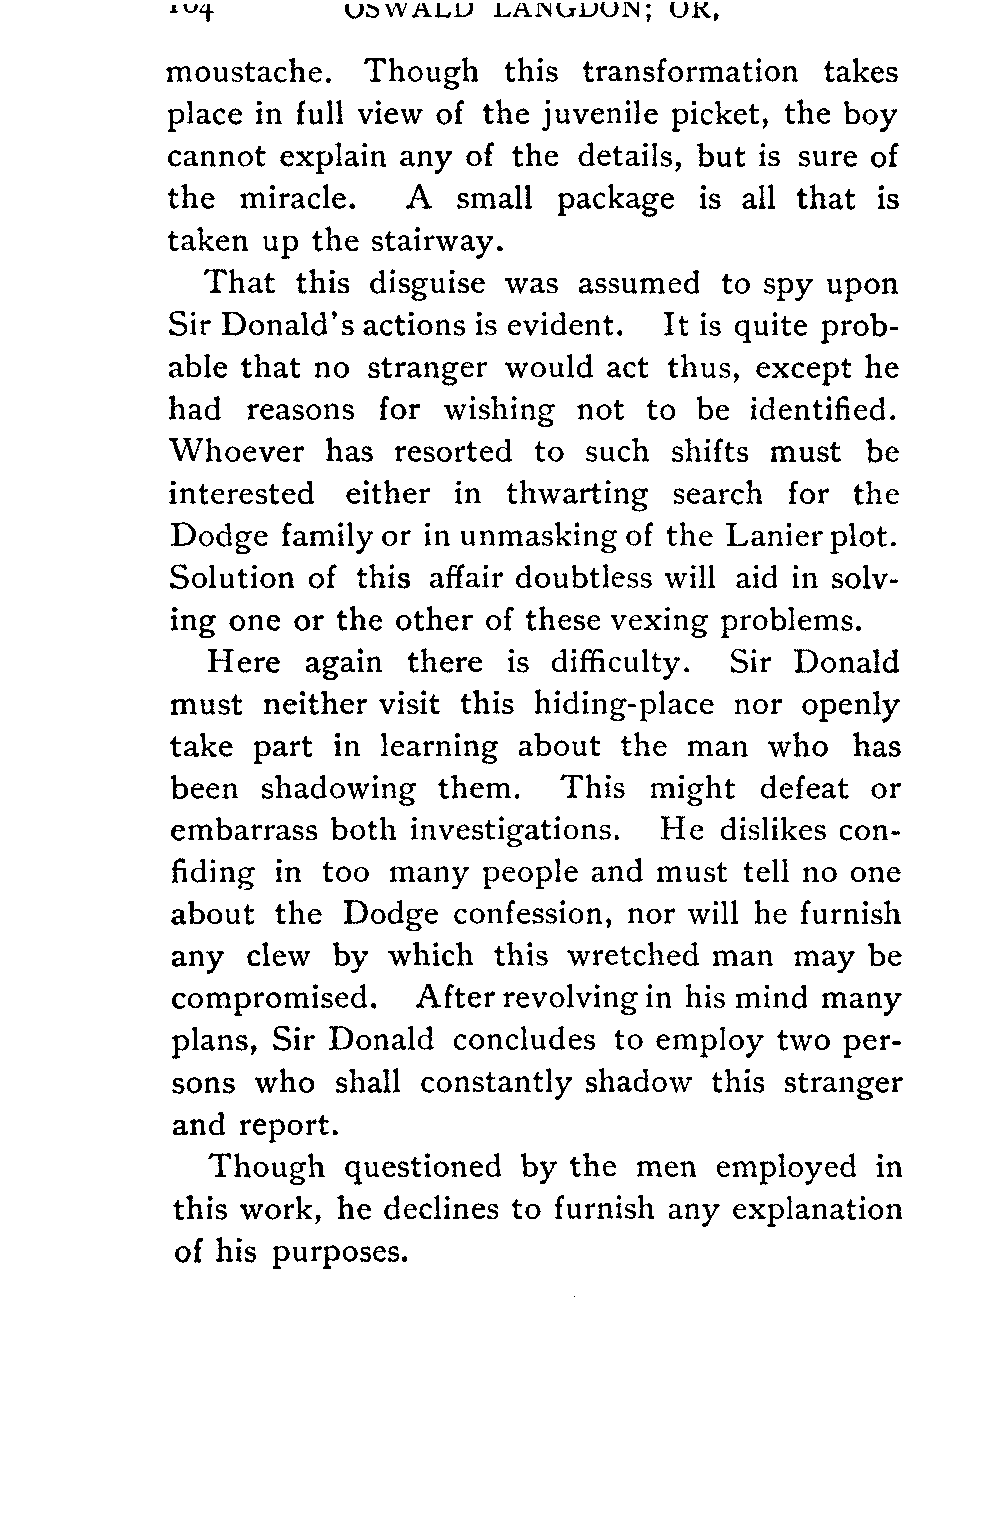 104 OSWALD LANGDON; OR,
moustache. Though this transformation takes
place in full view of the juvenile picket, the boy
cannot explain any of the details, but is sure of
the miracle. A small package is all that is
taken up the stairway.
That this disguise was assumed to spy upon
Sir Donald's actions is evident. It is quite prob-
able that no stranger would act thus, except he
had reasons for wishing not to be identified.
Whoever has resorted to such shifts must be
interested either in thwarting search for the
Dodge family or in unmasking of the Lanier plot.
Solution of this affair doubtless will aid in solv-
ing one or the other of these vexing problems.
Here again there is difficulty. Sir Donald
must neither visit this hiding-place nor openly
take part in learning about the man who has
been shadowing them. This might defeat or
embarrass both investigations. He dislikes con-
fiding in too many people and must tell no one
about the Dodge confession, nor will he furnish
any clew by which this wretched man may be
compromised. After revolving in his mind many
plans, Sir Donald concludes to employ two per-
sons who shall constantly shadow this stranger
and report.
Though questioned by the men employed in
this work, he declines to furnish any explanation
of his purposes.